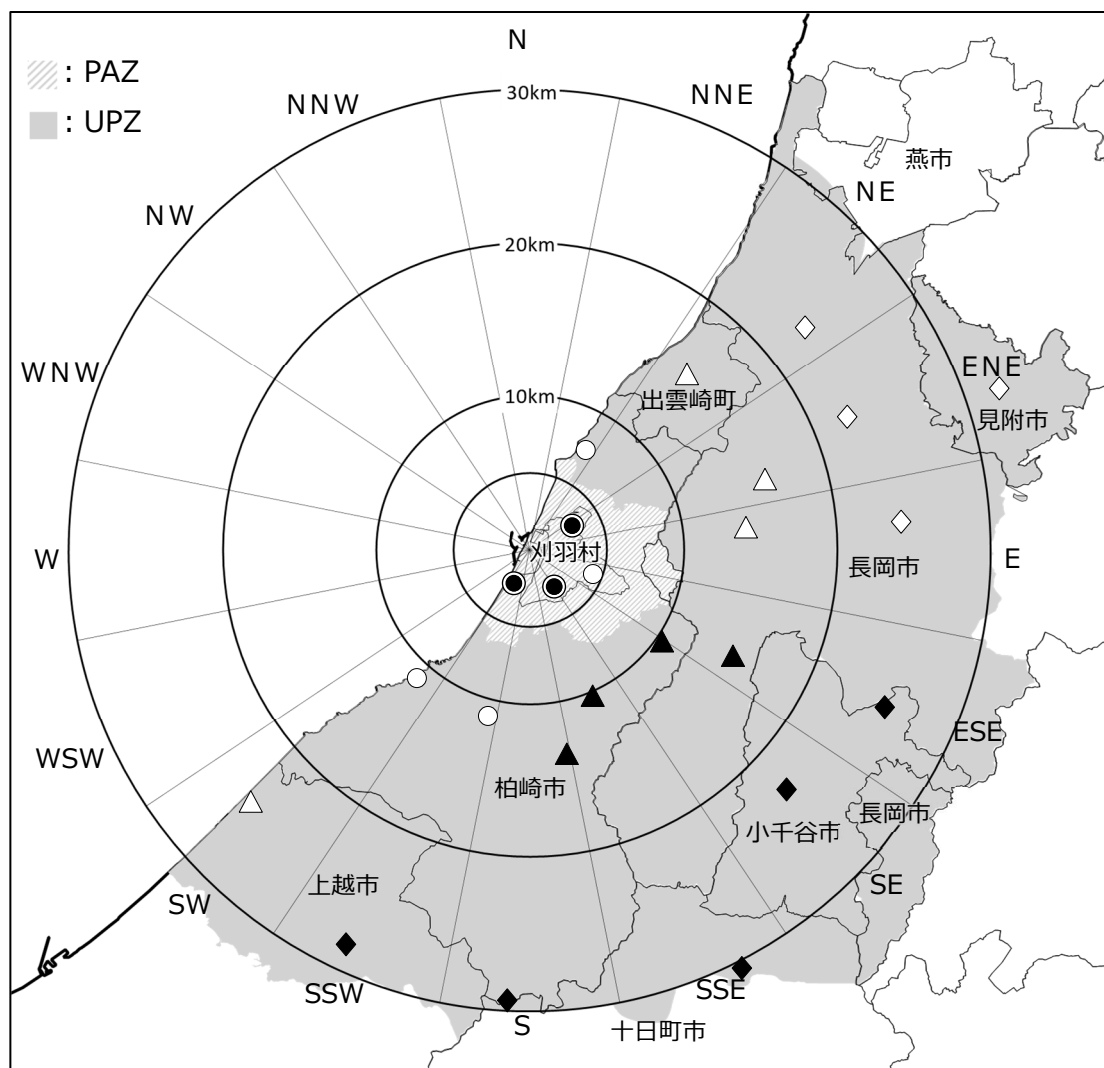 N
: PAZ
NNW
30km
NNE
: UPZ
燕市
NE
NW
20km
WNW
ENE
10km
出雲崎町
見附市
刈羽村
W
長岡市
E
WSW
ESE
柏崎市
長岡市
小千谷市
上越市
SE
SW
SSW
SSE
S
十日町市